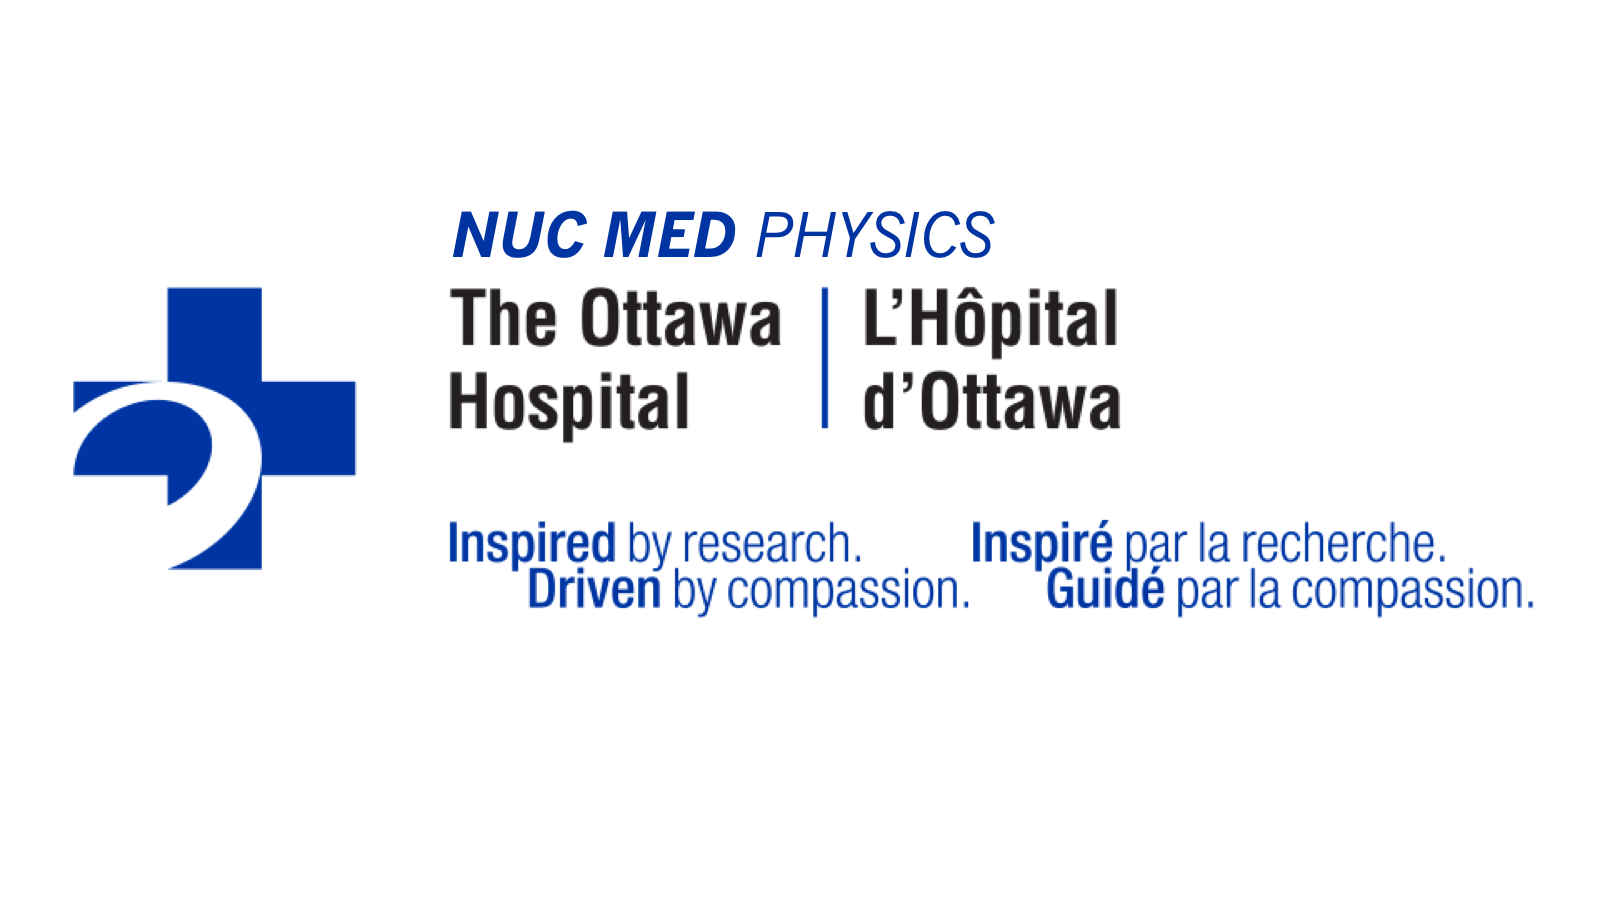 NUC MED PHYSICS
The Ottawa
Hospital
L’Hôpital
d’Ottawa
Inspired by research.
Driven by compassion.
Inspiré par la recherche.
Guidé par la compassion.